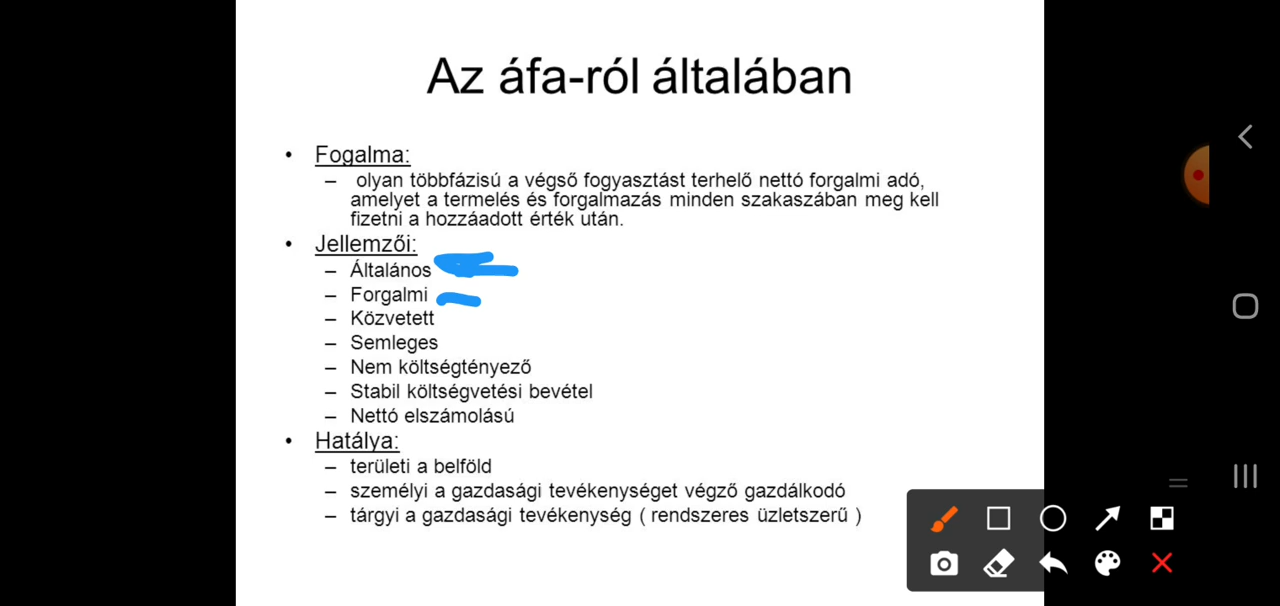 Az áfa-ról általában
• Fogalma:
– olyan többfázisú a végső fogyasztást terhelő nettó forgalmi adó,
amelyet a termelés és forgalmazás minden szakaszában meg kell
fizetni a hozzáadott érték után.
• Jellemzői:
– Általános
– Forgalmi
– Közvetett
– Semleges
– Nem költségtényező
– Stabil költségvetési bevétel
– Nettó elszámolású
• Hatálya:
– területi a belföld
– személyi a gazdasági tevékenységet végző gazdálkodó
– tárgyi a gazdasági tevékenység ( rendszeres üzletszerű )